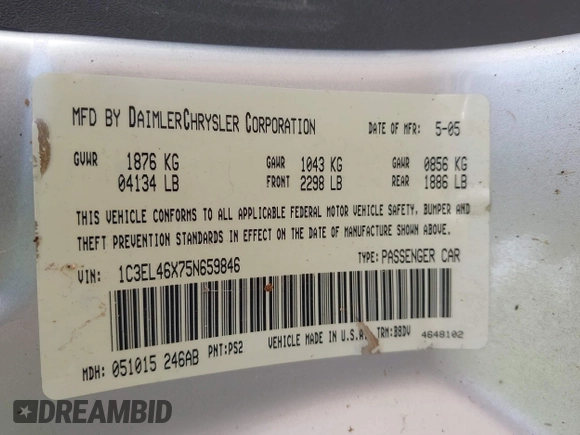 MFD BY DAIMLERCHRYSLER CORPORATION DATE OF MFR: 5-05
GVWR 1876 KG GAWR 1043 KG GAWR 0856 KG
04134 LB FRONT 2298 LB REAR 1886 LB
THIS VEHICLE CONFORMS TO ALL APPLICABLE FEDERAL MOTOR VEHICLE SAFETY, BUMPER AND
THEFT PREVENTION STANDARDS IN EFFECT ON THE DATE OF MANUFACTURE SHOWN ABOVE.
VIN: 1C3EL46X75N659846 TYPE: PASSENGER CAR
MDH: 051015 246AB PNT: PS2 VEHICLE MADE IN U.S.A. TRM: BBDV 4648102
DREAMBID